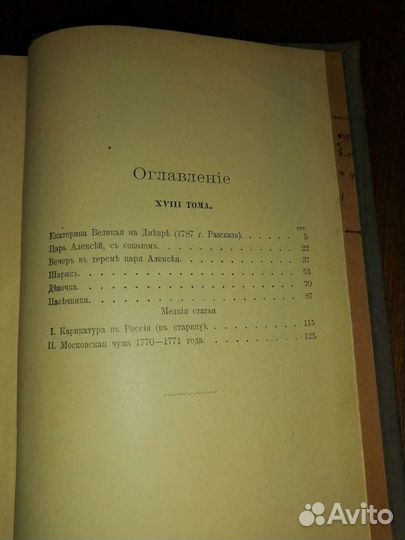 Оглавленіе
XVIII ТОМА.
СТР.
Екатерина Великая на Днѣпрѣ (1787 г. Разсказъ). 5
Царь Алексѣй, съ соколомъ. . . . . . . . . . . 22
Вечеръ въ теремѣ царя Алексѣя . . . . . . . . . 37
Шарикъ. . . . . . . . . . . . . . . . . . 53
Дѣвочка. . . . . . . . . . . . . . . . . . 70
Пасѣчники. . . . . . . . . . . . . . . . . 87
Мелкія статьи
I. Карикатура въ Россіи (въ старину). . . . . . . . 115
II. Московская чума 1770—1771 года. . . . . . . . . 125
Avito